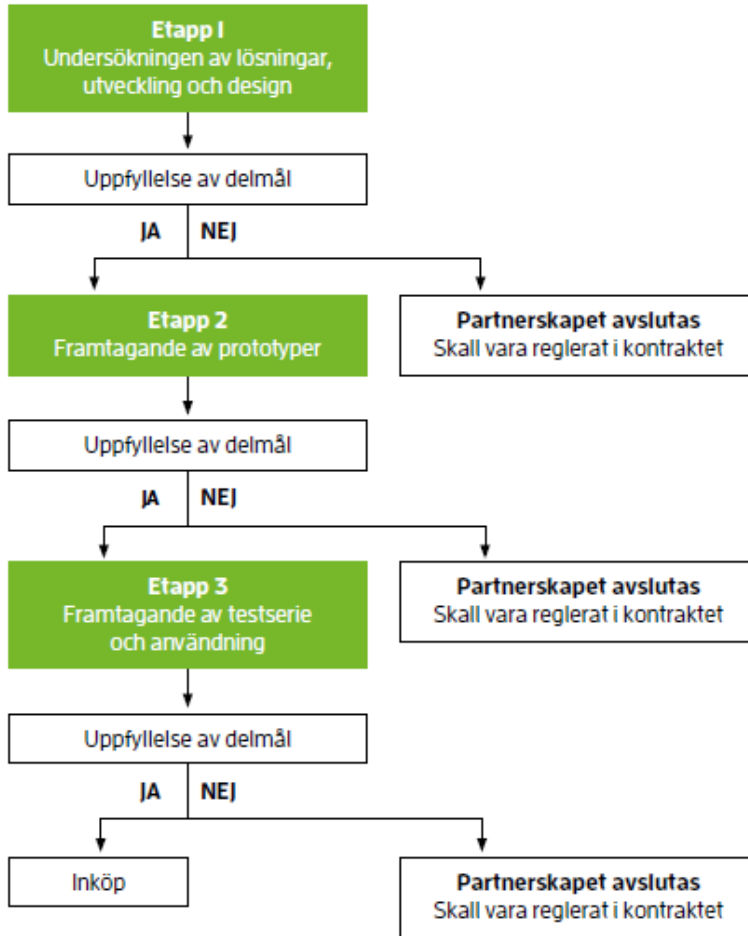 Etapp I
Undersökningen av lösningar,
utveckling och design
Uppfyllelse av delmål
JA NEJ
Etapp 2
Framtagande av prototyper
Partnerskapet avslutas
Skall vara reglerat i kontraktet
Uppfyllelse av delmål
JA NEJ
Etapp 3
Framtagande av testserie
och användning
Partnerskapet avslutas
Skall vara reglerat i kontraktet
Uppfyllelse av delmål
JA NEJ
Inköp
Partnerskapet avslutas
Skall vara reglerat i kontraktet